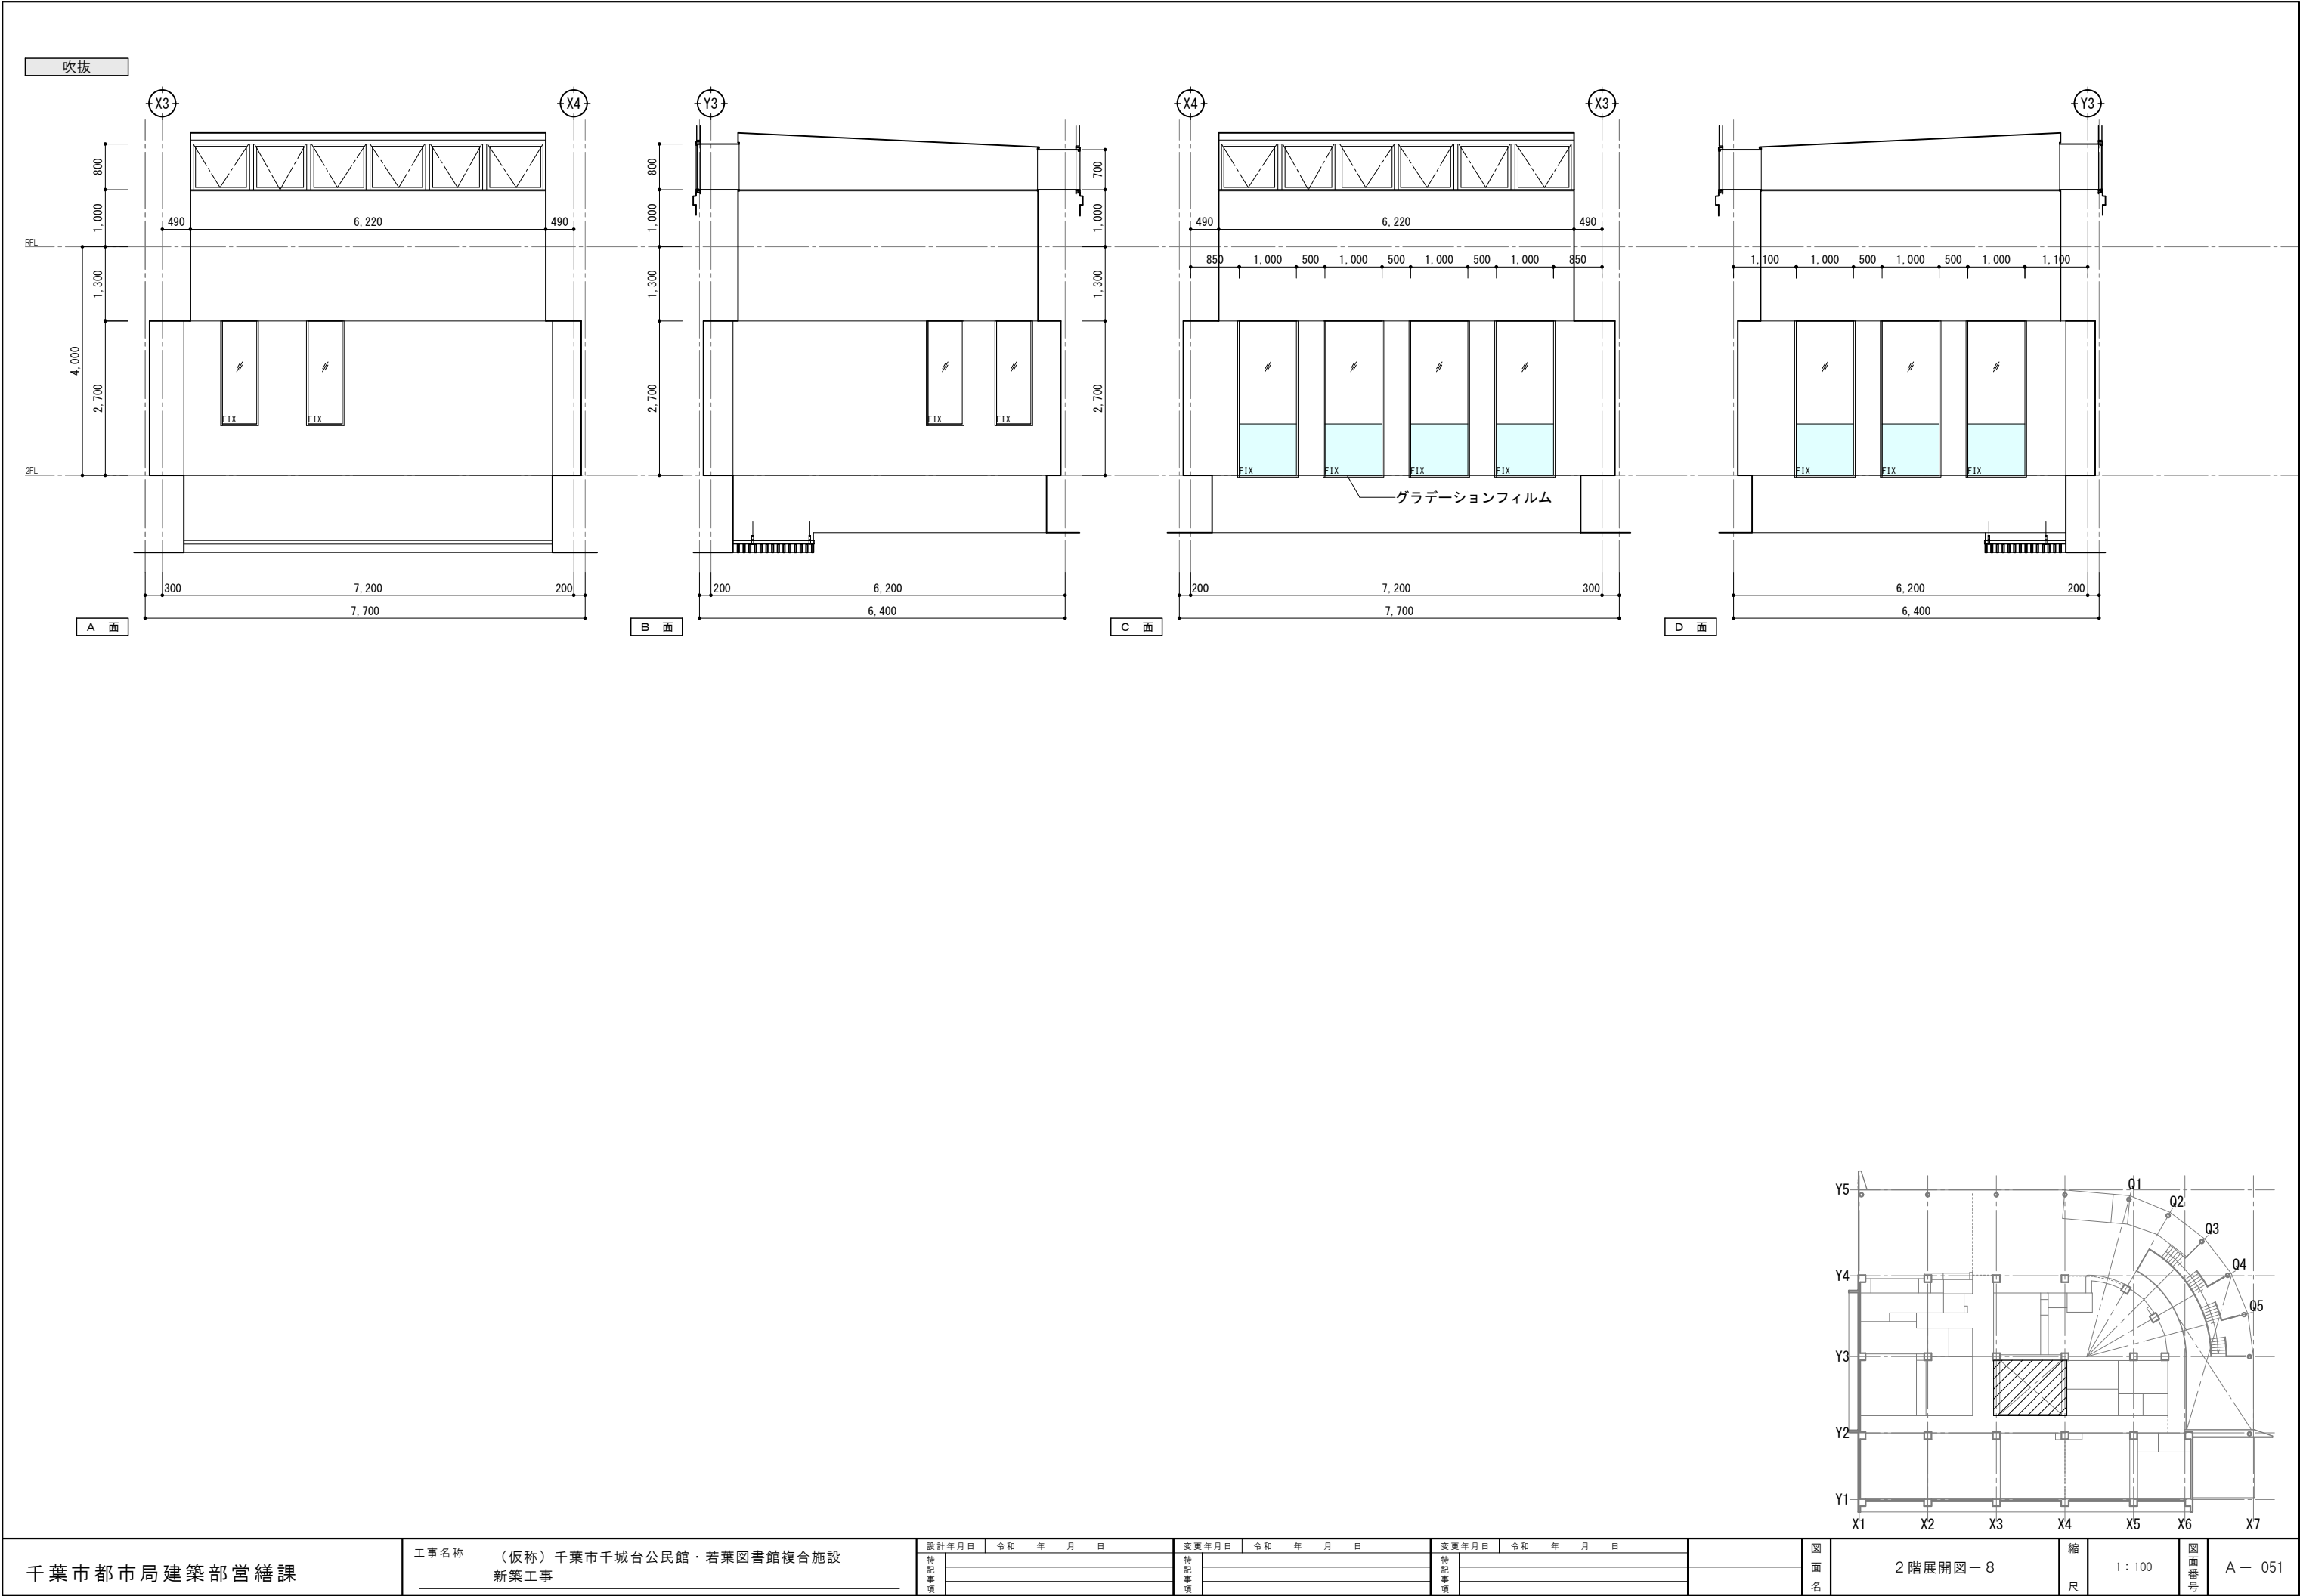 吹抜
X3
X4
800
1,000
490
6,220
490
RFL
1,300
4,000
2,700
FIX
FIX
2FL
300
7,200
200
7,700
A 面
Y3
800
700
1,000
1,000
1,300
1,300
2,700
2,700
FIX
FIX
200
6,200
6,400
B 面
X4
X3
490
6,220
490
850
1,000
500
1,000
500
1,000
500
1,000
850
FIX
FIX
FIX
FIX
グラデーションフィルム
200
7,200
300
7,700
C 面
Y3
1,100
1,000
500
1,000
500
1,000
1,100
FIX
FIX
FIX
6,200
200
6,400
D 面
Y5
Q1
Q2
Q3
Y4
Q4
Q5
Y3
Y2
Y1
X1
X2
X3
X4
X5
X6
X7
千葉市都市局建築部営繕課
工事名称
（仮称）千葉市千城台公民館・若葉図書館複合施設
新築工事
設計年月日 令和 年 月 日
特記事項
変更年月日 令和 年 月 日
特記事項
変更年月日 令和 年 月 日
特記事項
図面名
２階展開図－８
縮尺
1：100
図面番号
A－ 051